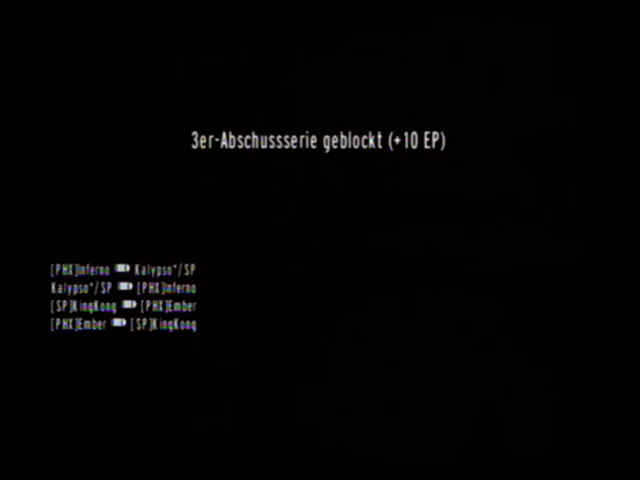 3er-Abschussserie geblockt (+10 EP)
[PHX]Inferno Kalypso*/SP
Kalypso*/SP [PHX]Inferno
[SP]KingKong [PHX]Ember
[PHX]Ember [SP]KingKong